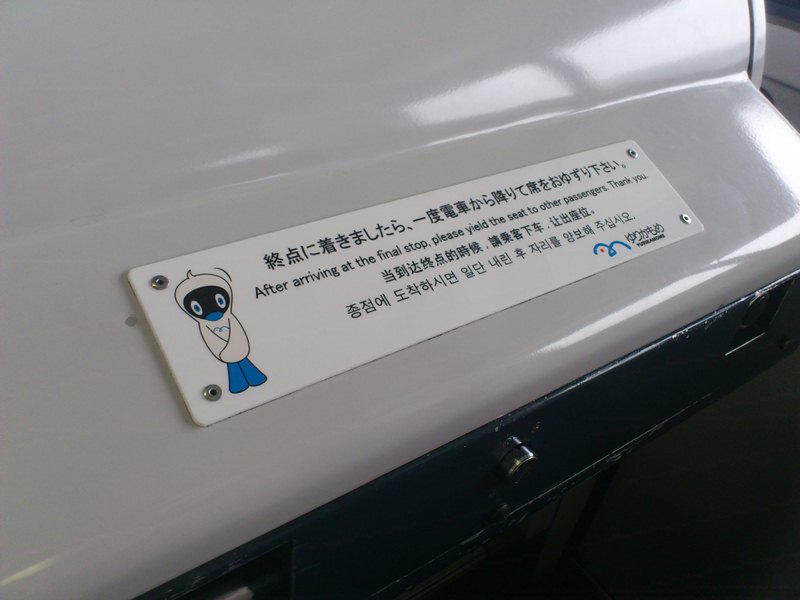 終点に着きましたら、一度電車から降りて席をおゆずり下さい。
After arriving at the final stop, please yield the seat to other passengers. Thank you.
当到达终点的時候，請乘客下车，让出座位。
종점에 도착하시면 일단 내린 후 자리를 양보해 주십시오.
ゆりかもめ
YURIKAMOME